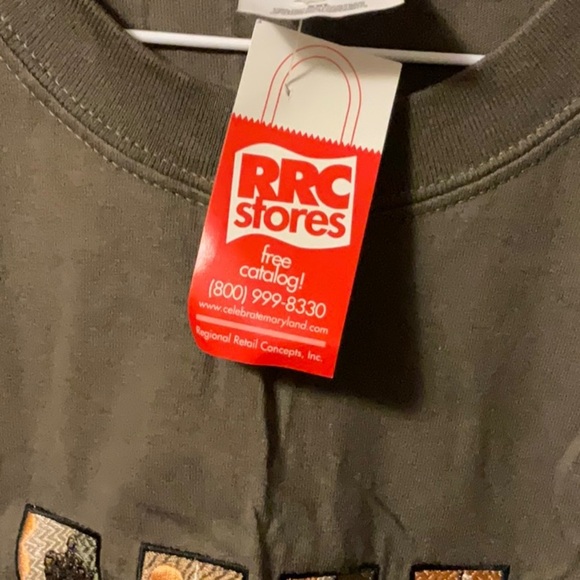 RRC
stores
free
catalog!
(800) 999-8330
www.celebratemaryland.com
Regional Retail Concepts, Inc.